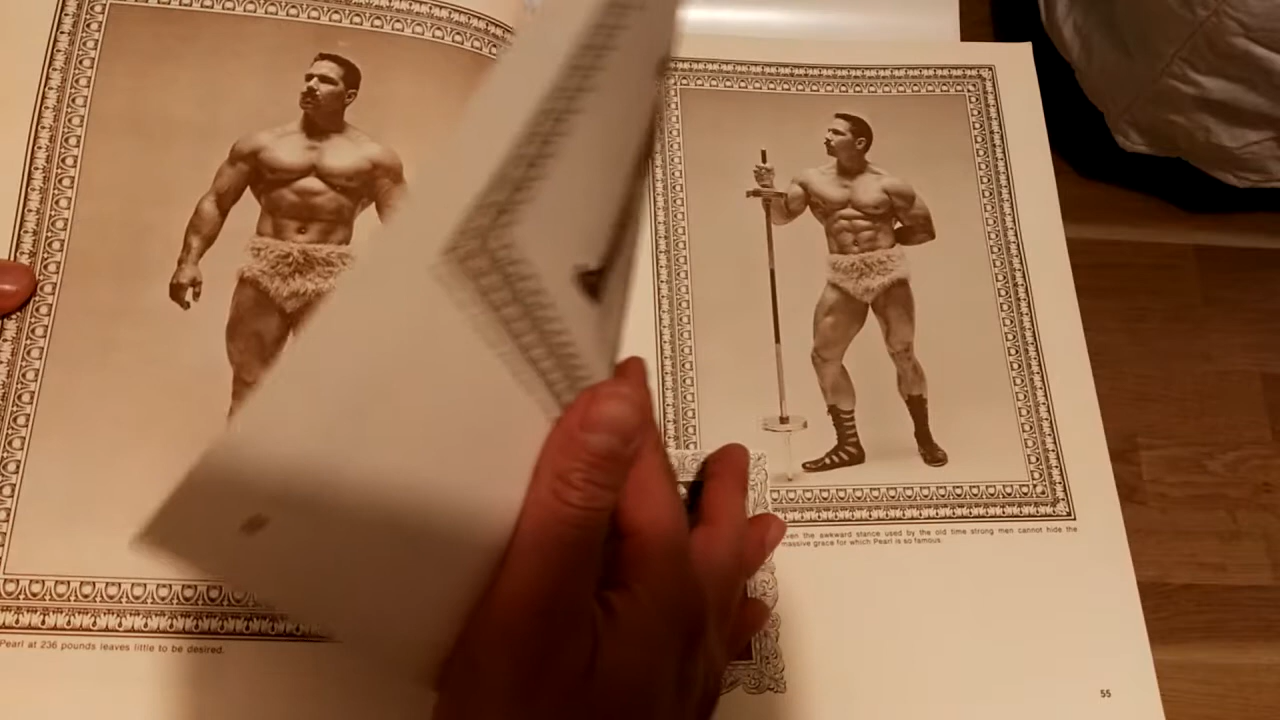 Pearl at 236 pounds leaves little to be desired.
Even the awkward stance used by the old time strong men cannot hide the
massive grace for which Pearl is so famous.
55